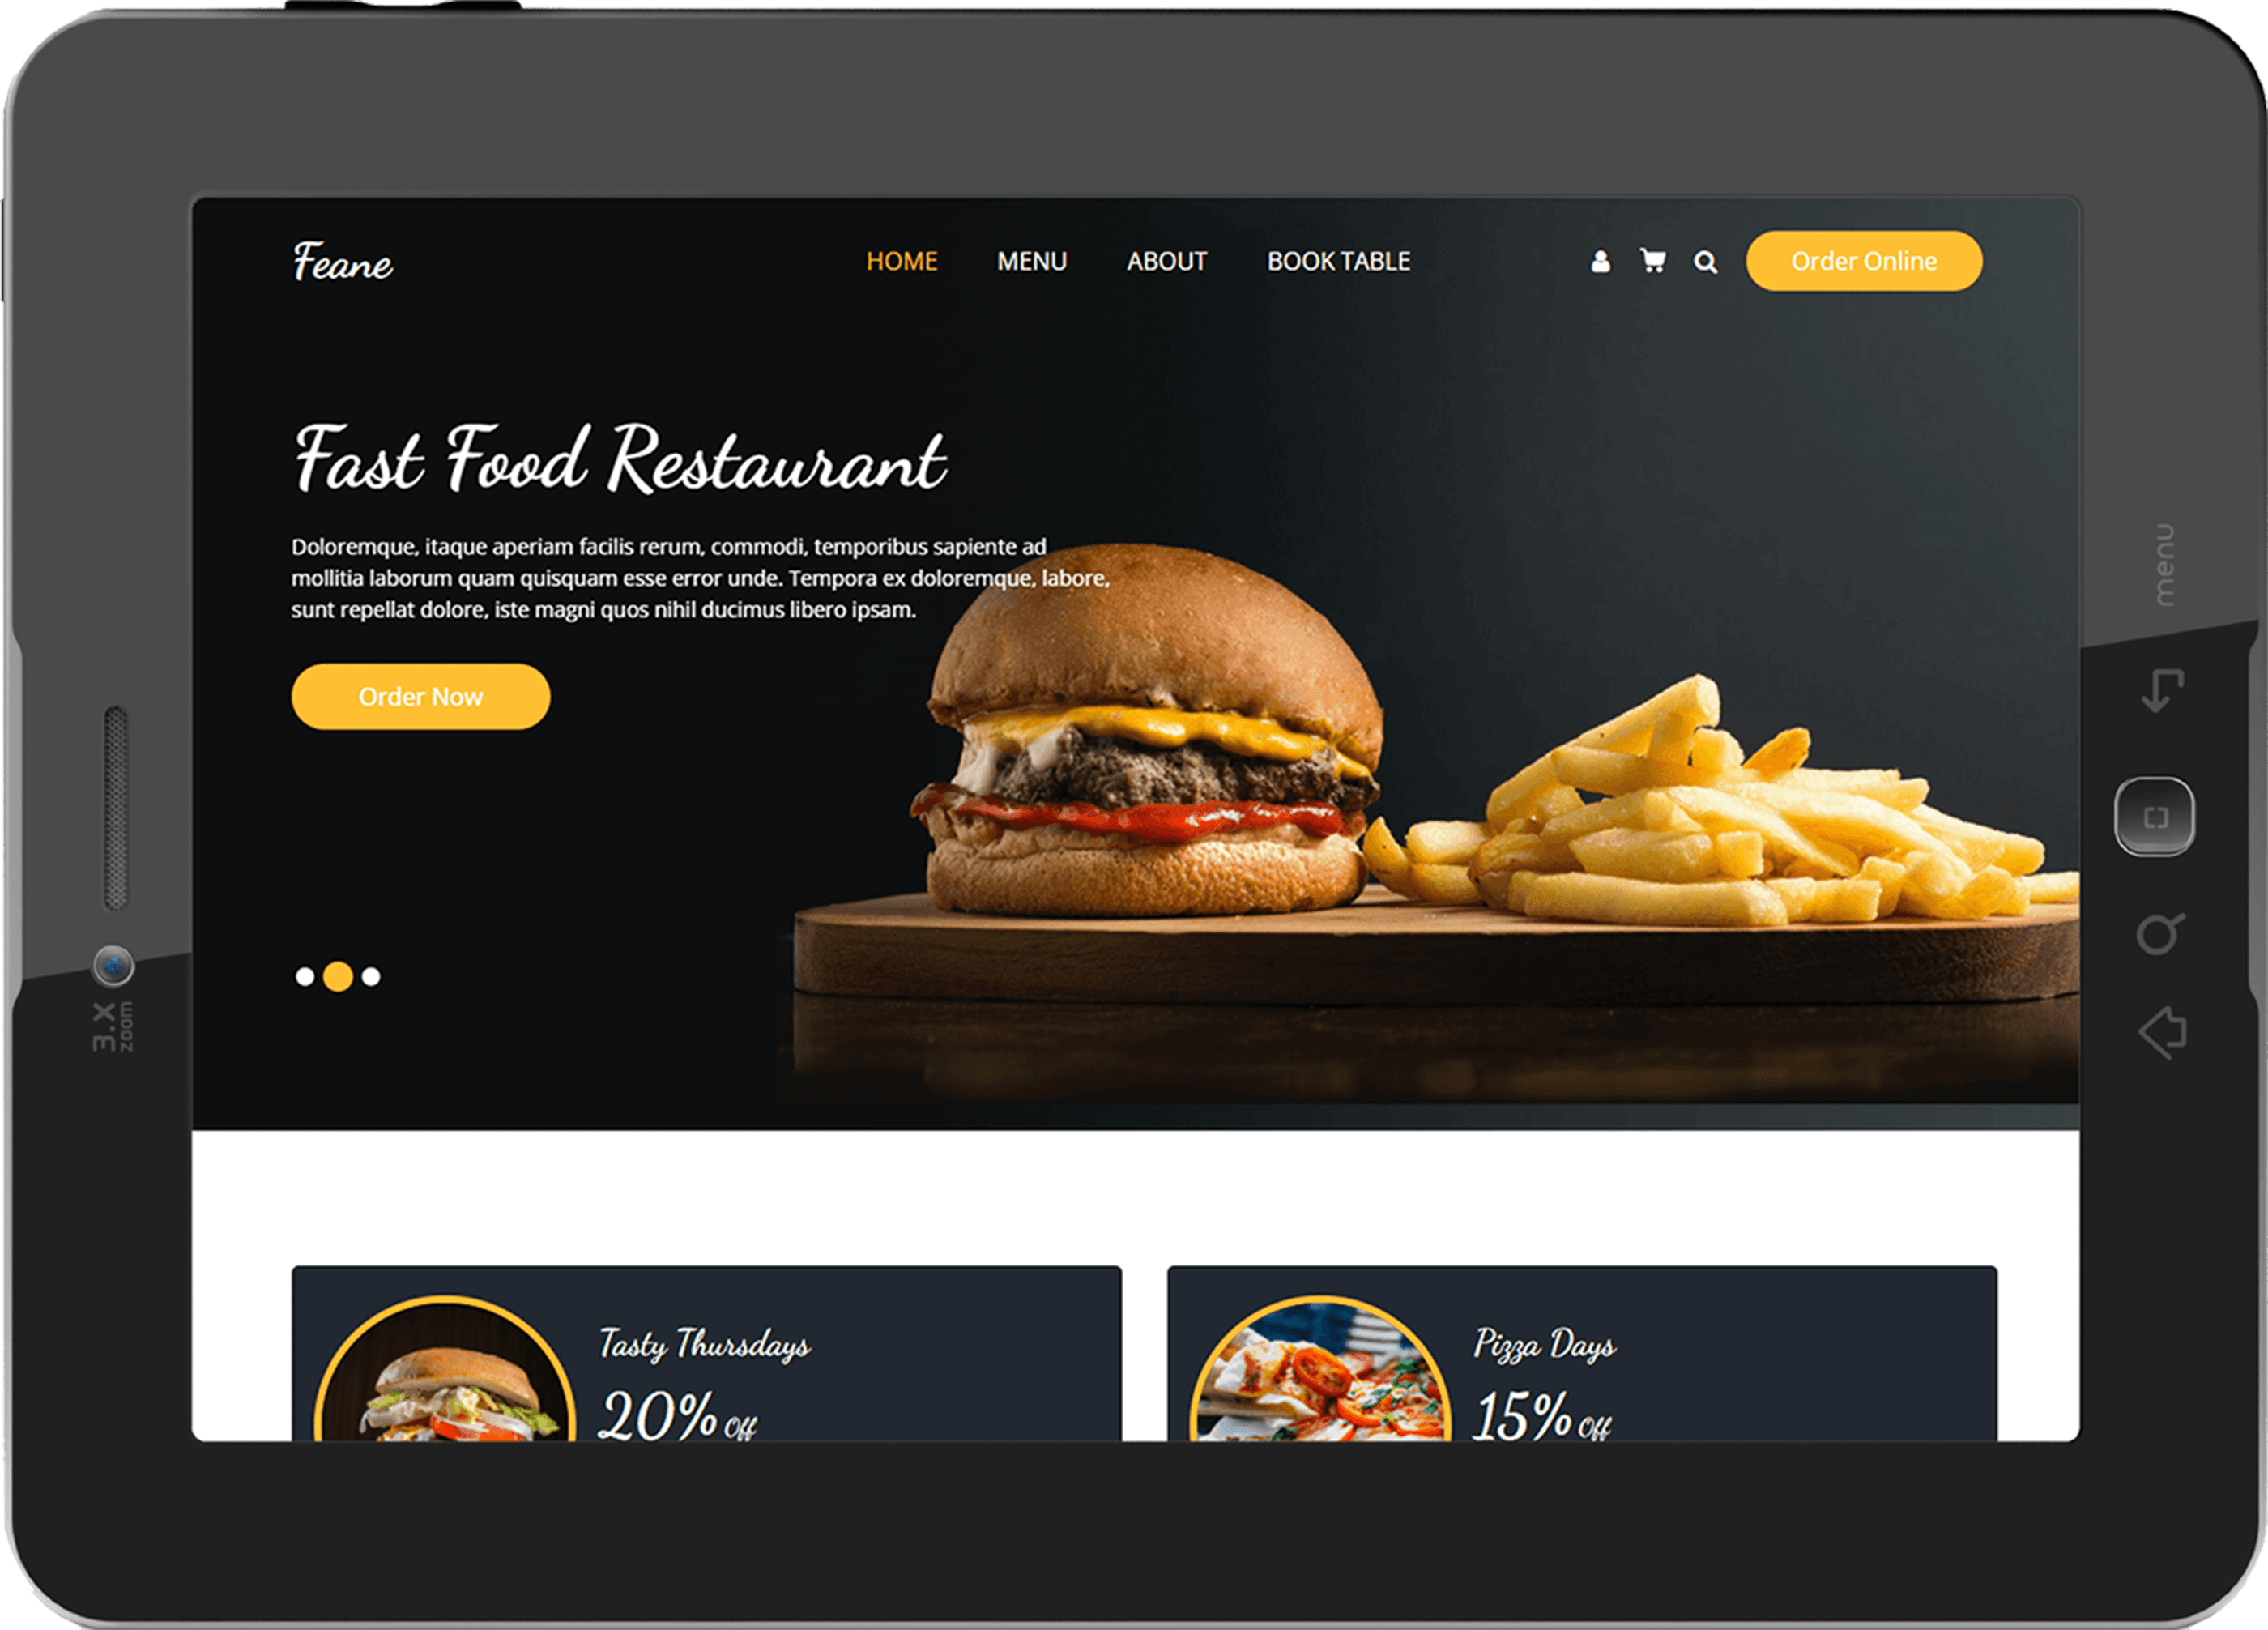 Feane
HOME MENU ABOUT BOOK TABLE
Order Online
Fast Food Restaurant
Doloremque, itaque aperiam facilis rerum, commodi, temporibus sapiente ad
mollitia laborum quam quisquam esse error unde. Tempora ex doloremque, labore,
sunt repellat dolore, iste magni quos nihil ducimus libero ipsam.
Order Now
Tasty Thursdays
20% Off
Pizza Days
15% Off
menu
3.X
zoom